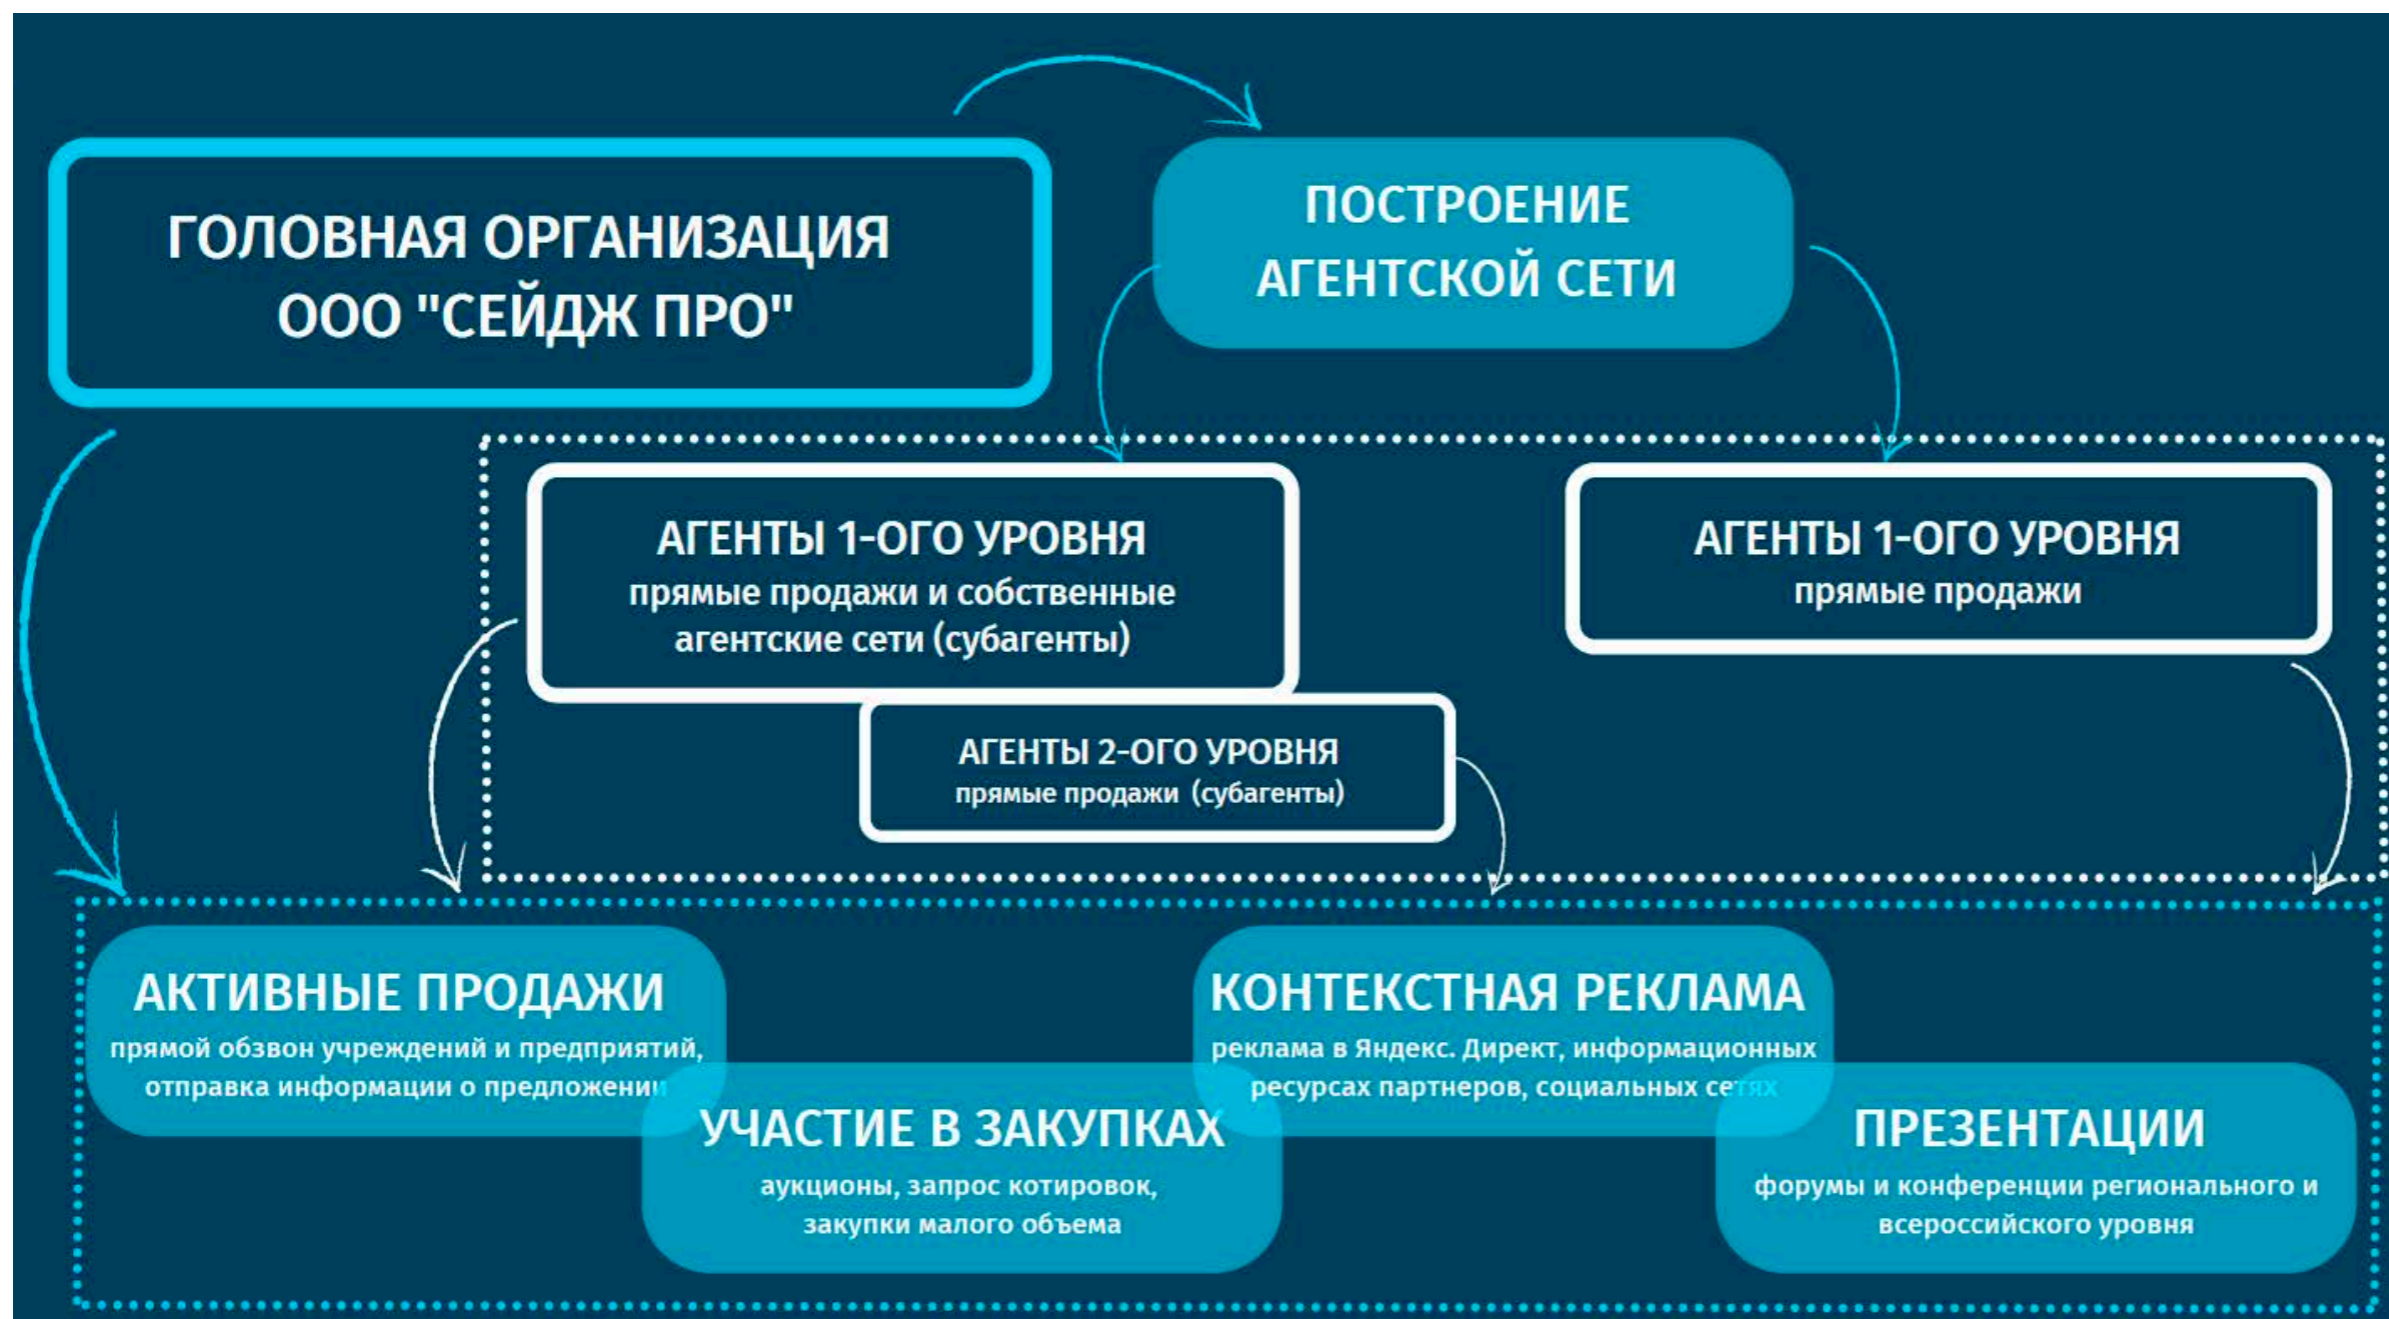 ГОЛОВНАЯ ОРГАНИЗАЦИЯ
ООО "СЕЙДЖ ПРО"
ПОСТРОЕНИЕ
АГЕНТСКОЙ СЕТИ
АГЕНТЫ 1-ОГО УРОВНЯ
прямые продажи и собственные
агентские сети (субагенты)
АГЕНТЫ 1-ОГО УРОВНЯ
прямые продажи
АГЕНТЫ 2-ОГО УРОВНЯ
прямые продажи (субагенты)
АКТИВНЫЕ ПРОДАЖИ
прямой обзвон учреждений и предприятий,
отправка информации о предложении
УЧАСТИЕ В ЗАКУПКАХ
аукционы, запрос котировок,
закупки малого объема
КОНТЕКСТНАЯ РЕКЛАМА
реклама в Яндекс. Директ, информационных
ресурсах партнеров, социальных сетях
ПРЕЗЕНТАЦИИ
форумы и конференции регионального и
всероссийского уровня